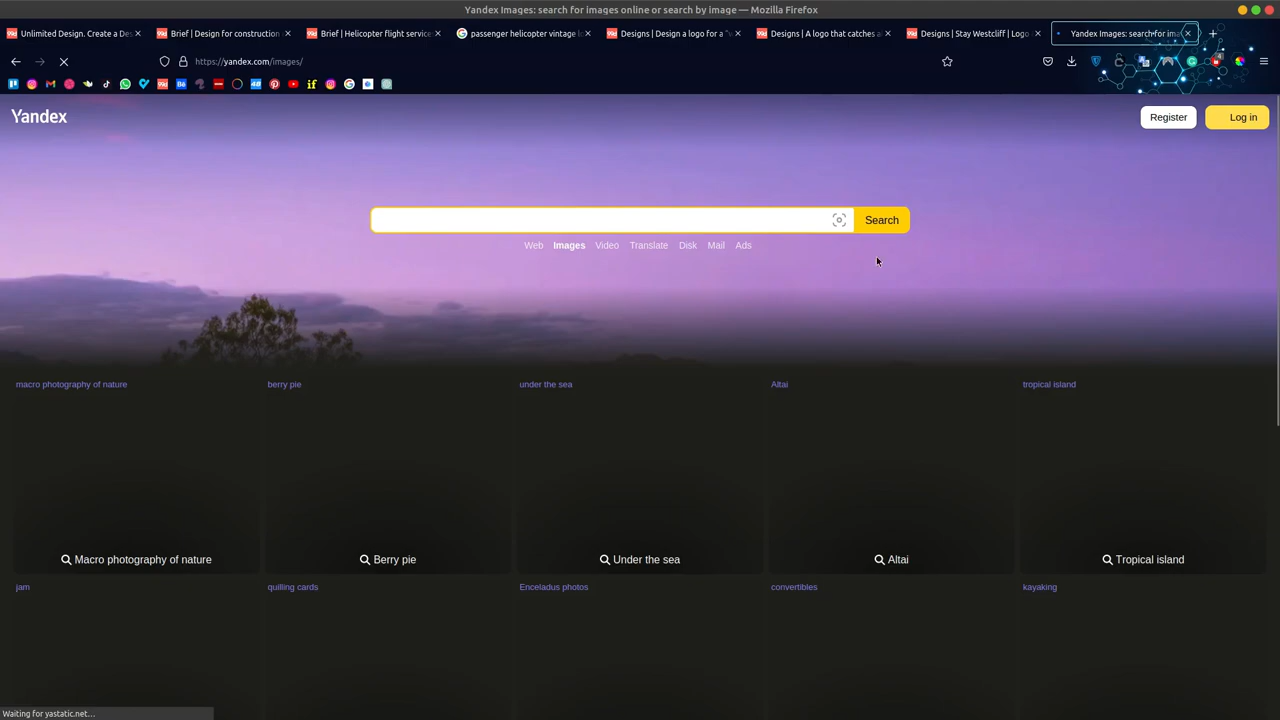 Yandex Images: search for images online or search by image — Mozilla Firefox
Unlimited Design. Create a Des
Brief | Design for construction
Brief | Helicopter flight service
passenger helicopter vintage l
Designs | Design a logo for a "v
Designs | A logo that catches a
Designs | Stay Westcliff | Logo
Yandex Images: search for ima
https://yandex.com/images/
Yandex
Register
Log in
Search
Web Images Video Translate Disk Mail Ads
macro photography of nature
berry pie
under the sea
Altai
tropical island
Macro photography of nature
Berry pie
Under the sea
Altai
Tropical island
jam
quilling cards
Enceladus photos
convertibles
kayaking
Waiting for yastatic.net…